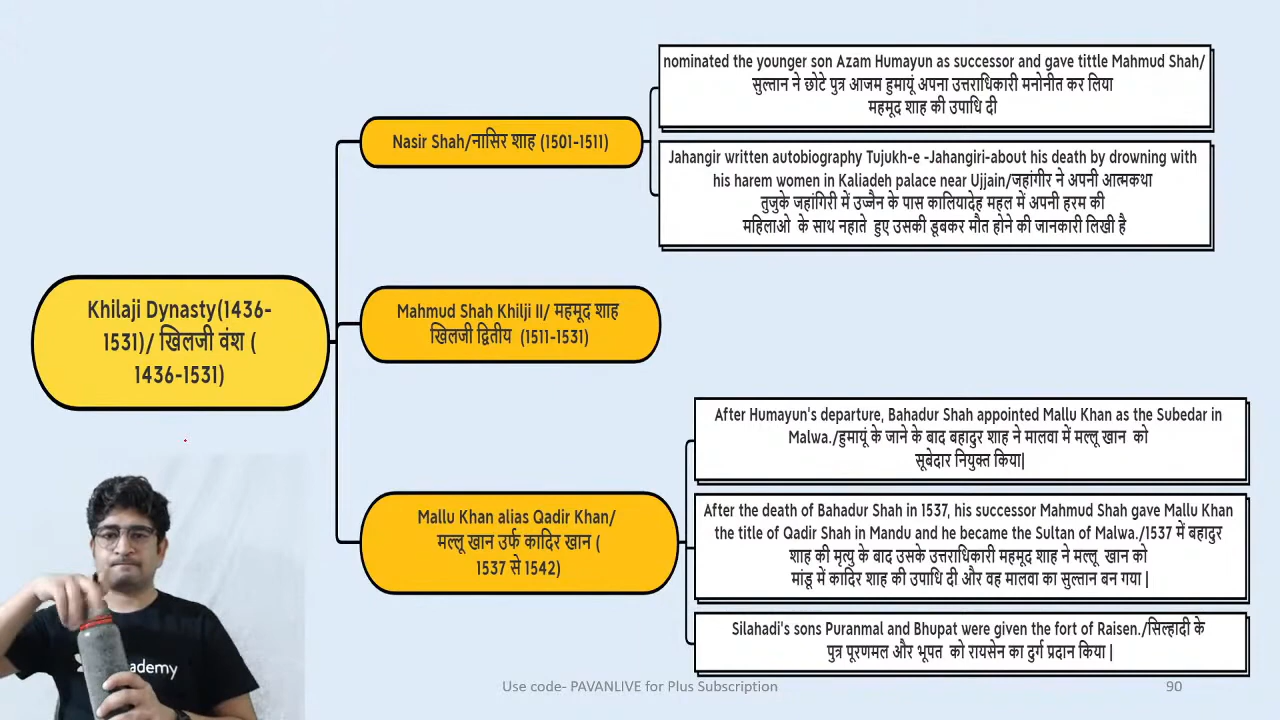 nominated the younger son Azam Humayun as successor and gave tittle Mahmud Shah/
सुल्तान ने छोटे पुत्र आजम हुमायूं अपना उत्तराधिकारी मनोनीत कर लिया
महमूद शाह की उपाधि दी
Nasir Shah/नासिर शाह (1501-1511)
Jahangir written autobiography Tujukh-e -Jahangiri-about his death by drowning with
his harem women in Kaliadeh palace near Ujjain/जहांगीर ने अपनी आत्मकथा
तुजुके जहांगिरी में उज्जैन के पास कालियादेह महल में अपनी हरम की
महिलाओ के साथ नहाते हुए उसकी डूबकर मौत होने की जानकारी लिखी है
Khilaji Dynasty(1436-
1531)/ खिलजी वंश (
1436-1531)
Mahmud Shah Khilji II/ महमूद शाह
खिलजी द्वितीय (1511-1531)
After Humayun's departure, Bahadur Shah appointed Mallu Khan as the Subedar in
Malwa./हुमायूं के जाने के बाद बहादुर शाह ने मालवा में मल्लू खान को
सूबेदार नियुक्त किया|
Mallu Khan alias Qadir Khan/
मल्लू खान उर्फ कादिर खान (
1537 से 1542)
After the death of Bahadur Shah in 1537, his successor Mahmud Shah gave Mallu Khan
the title of Qadir Shah in Mandu and he became the Sultan of Malwa./1537 में बहादुर
शाह की मृत्यु के बाद उसके उत्तराधिकारी महमूद शाह ने मल्लू खान को
मांडू में कादिर शाह की उपाधि दी और वह मालवा का सुल्तान बन गया |
Silahadi's sons Puranmal and Bhupat were given the fort of Raisen./सिल्हादी के
पुत्र पूरणमल और भूपत को रायसेन का दुर्ग प्रदान किया |
ademy
Use code- PAVANLIVE for Plus Subscription
90